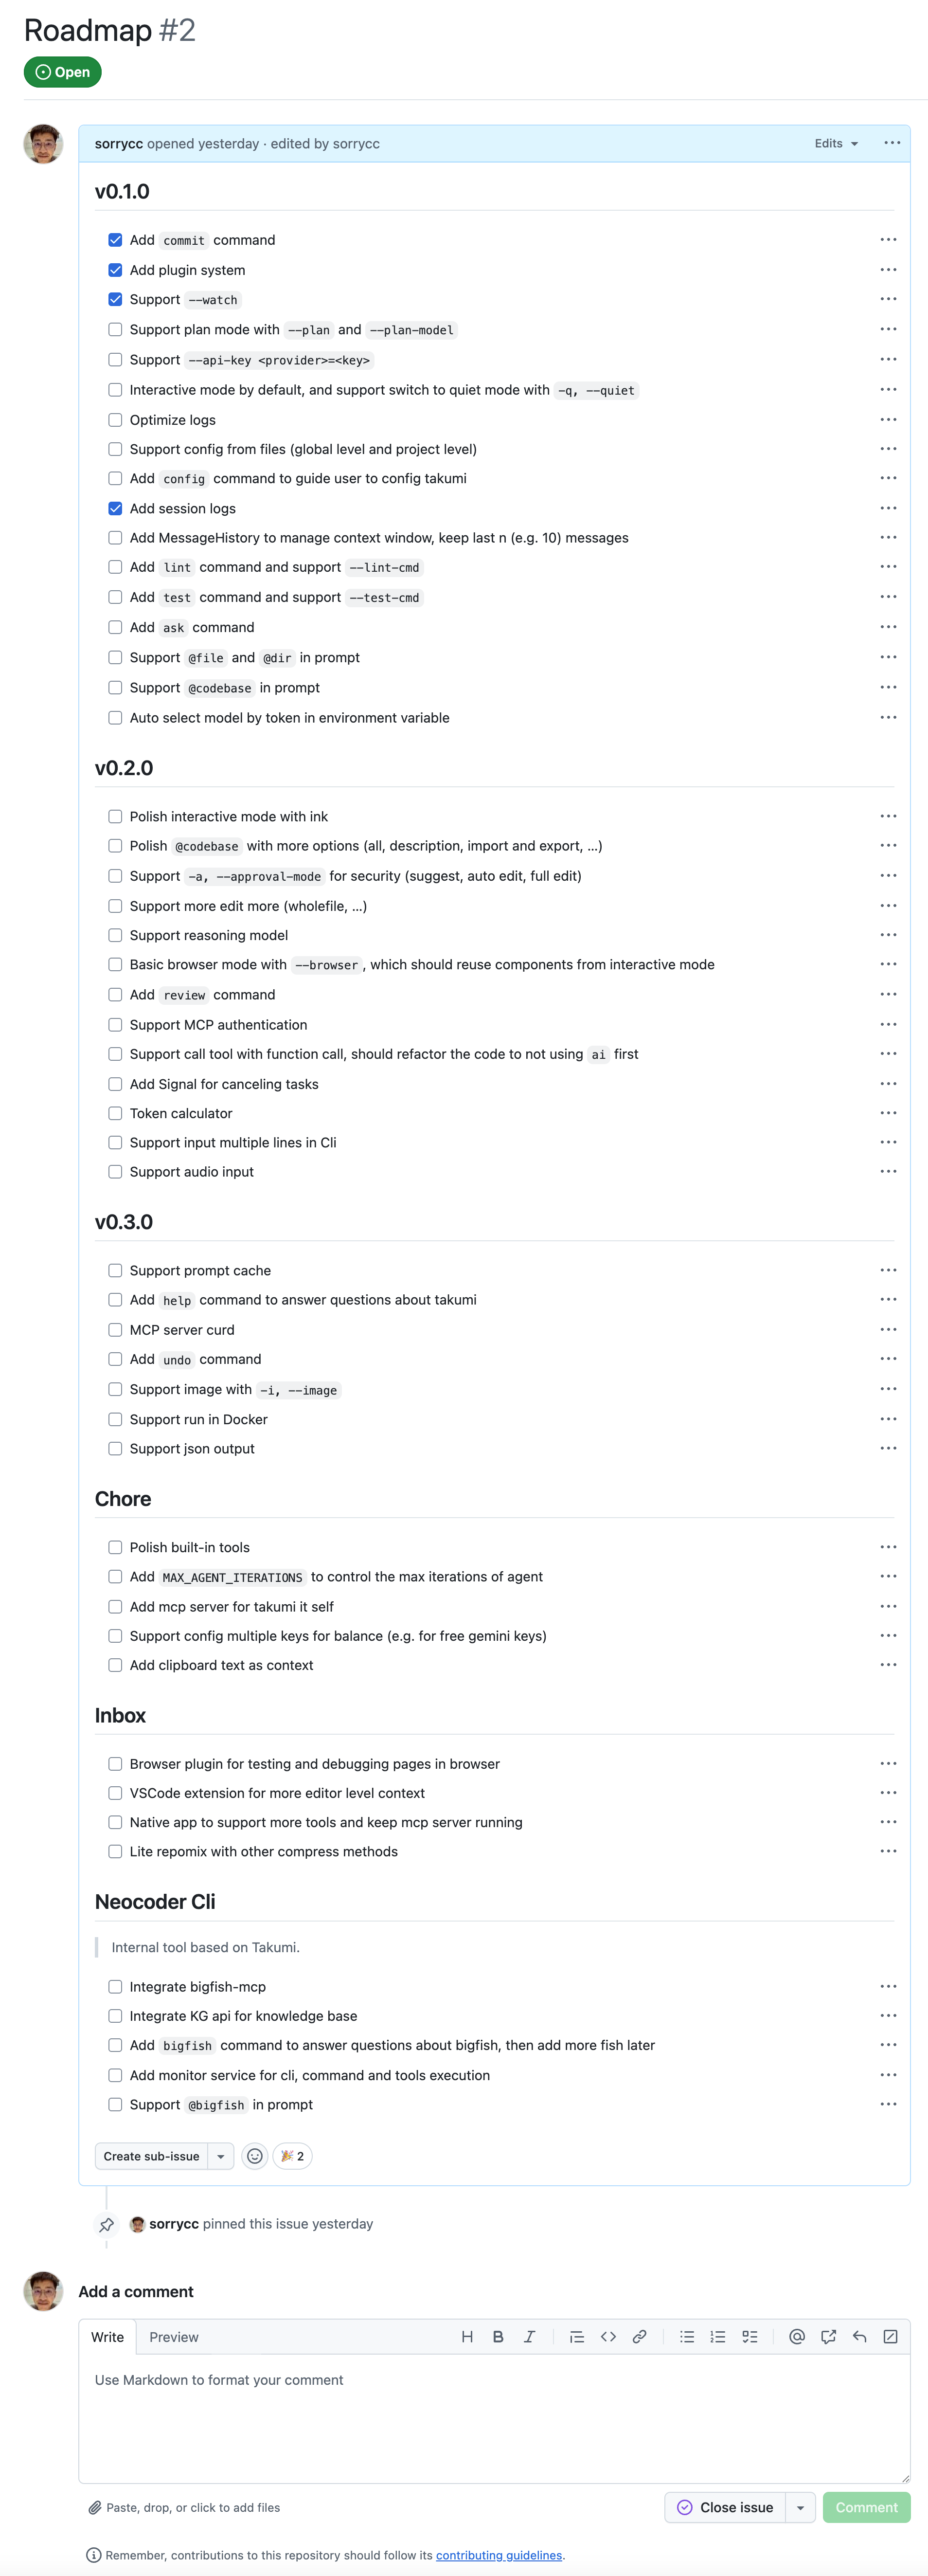 Roadmap #2
Open
sorrycc opened yesterday · edited by sorrycc Edits
v0.1.0
Add commit command
Add plugin system
Support --watch
Support plan mode with --plan and --plan-model
Support --api-key <provider>=<key>
Interactive mode by default, and support switch to quiet mode with -q, --quiet
Optimize logs
Support config from files (global level and project level)
Add config command to guide user to config takumi
Add session logs
Add MessageHistory to manage context window, keep last n (e.g. 10) messages
Add lint command and support --lint-cmd
Add test command and support --test-cmd
Add ask command
Support @file and @dir in prompt
Support @codebase in prompt
Auto select model by token in environment variable
v0.2.0
Polish interactive mode with ink
Polish @codebase with more options (all, description, import and export, ...)
Support -a, --approval-mode for security (suggest, auto edit, full edit)
Support more edit more (wholefile, ...)
Support reasoning model
Basic browser mode with --browser, which should reuse components from interactive mode
Add review command
Support MCP authentication
Support call tool with function call, should refactor the code to not using ai first
Add Signal for canceling tasks
Token calculator
Support input multiple lines in Cli
Support audio input
v0.3.0
Support prompt cache
Add help command to answer questions about takumi
MCP server curd
Add undo command
Support image with -i, --image
Support run in Docker
Support json output
Chore
Polish built-in tools
Add MAX_AGENT_ITERATIONS to control the max iterations of agent
Add mcp server for takumi it self
Support config multiple keys for balance (e.g. for free gemini keys)
Add clipboard text as context
Inbox
Browser plugin for testing and debugging pages in browser
VSCode extension for more editor level context
Native app to support more tools and keep mcp server running
Lite repomix with other compress methods
Neocoder Cli
Internal tool based on Takumi.
Integrate bigfish-mcp
Integrate KG api for knowledge base
Add bigfish command to answer questions about bigfish, then add more fish later
Add monitor service for cli, command and tools execution
Support @bigfish in prompt
Create sub-issue 🎉 2
sorrycc pinned this issue yesterday
Add a comment
Write Preview
Use Markdown to format your comment
Paste, drop, or click to add files Close issue Comment
Remember, contributions to this repository should follow its contributing guidelines.